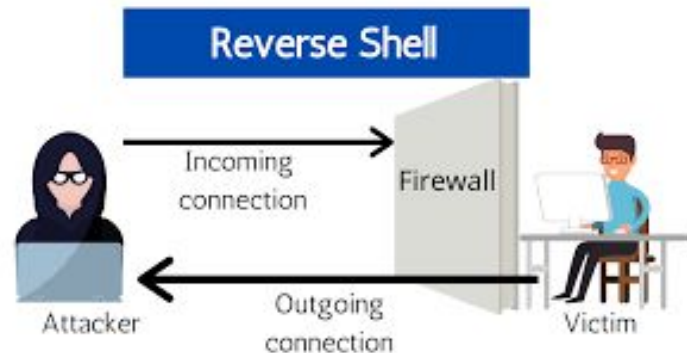 Reverse Shell
Incoming
connection
Firewall
Outgoing
connection
Attacker
Victim